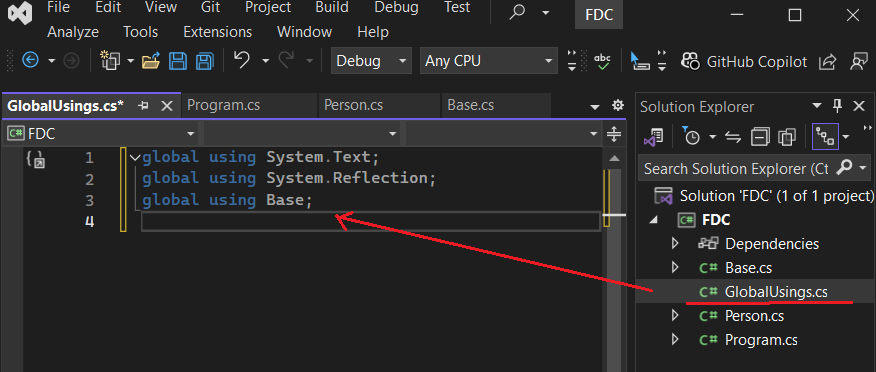 File Edit View Git Project Build Debug Test
FDC
Analyze Tools Extensions Window Help
Debug Any CPU abc GitHub Copilot
GlobalUsings.cs* Program.cs Person.cs Base.cs
Solution Explorer
C# FDC
1 global using System.Text;
2 global using System.Reflection;
3 global using Base;
4
Search Solution Explorer (Ct
Solution 'FDC' (1 of 1 project)
C# FDC
Dependencies
C# Base.cs
C# GlobalUsings.cs
C# Person.cs
C# Program.cs